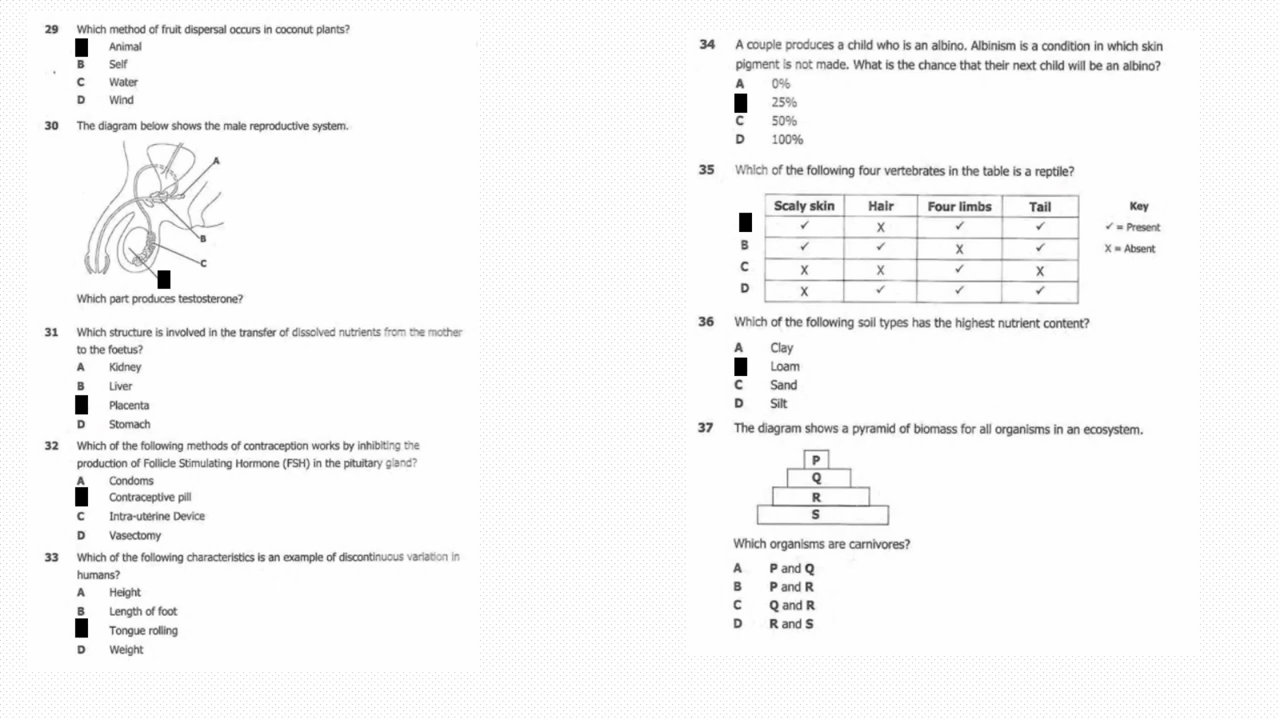 29 Which method of fruit dispersal occurs in coconut plants?
Animal
B Self
C Water
D Wind
30 The diagram below shows the male reproductive system.
A
B
C
Which part produces testosterone?
31 Which structure is involved in the transfer of dissolved nutrients from the mother
to the foetus?
A Kidney
B Liver
Placenta
D Stomach
32 Which of the following methods of contraception works by inhibiting the
production of Follicle Stimulating Hormone (FSH) in the pituitary gland?
A Condoms
Contraceptive pill
C Intra-uterine Device
D Vasectomy
33 Which of the following characteristics is an example of discontinuous variation in
humans?
A Height
B Length of foot
Tongue rolling
D Weight
34 A couple produces a child who is an albino. Albinism is a condition in which skin
pigment is not made. What is the chance that their next child will be an albino?
A 0%
25%
C 50%
D 100%
35 Which of the following four vertebrates in the table is a reptile?
Scaly skin Hair Four limbs Tail Key
✓ X ✓ ✓ ✓ = Present
B ✓ ✓ X ✓ X = Absent
C X X ✓ X
D X ✓ ✓ ✓
36 Which of the following soil types has the highest nutrient content?
A Clay
Loam
C Sand
D Silt
37 The diagram shows a pyramid of biomass for all organisms in an ecosystem.
P
Q
R
S
Which organisms are carnivores?
A P and Q
B P and R
C Q and R
D R and S